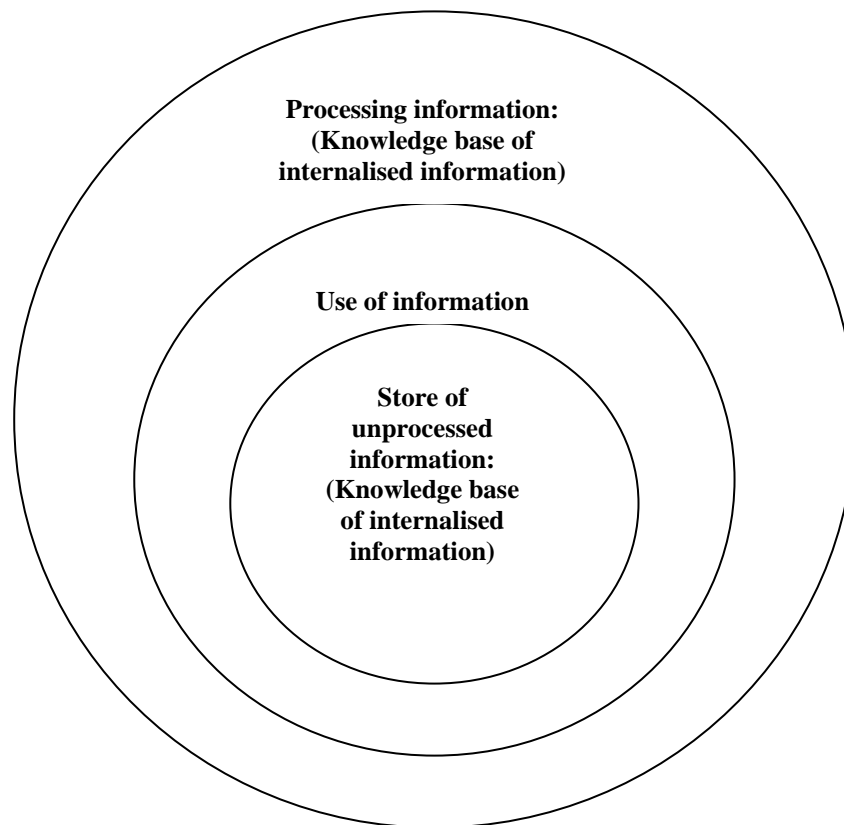 Processing information:
(Knowledge base of
internalised information)
Use of information
Store of
unprocessed
information:
(Knowledge base
of internalised
information)